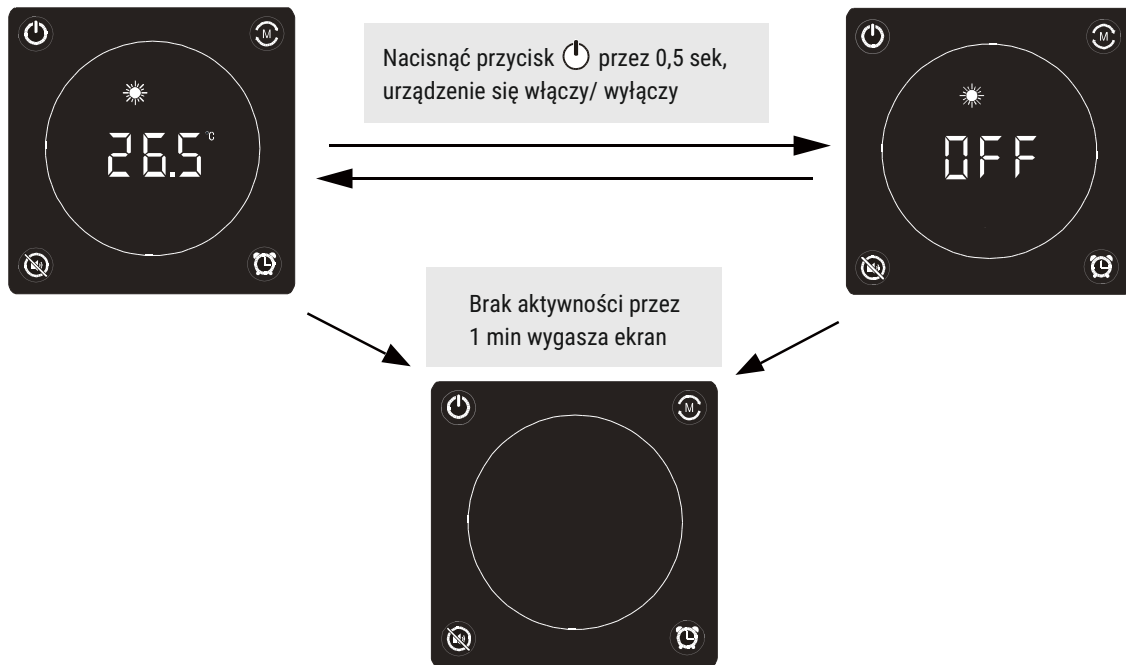 M
M
Nacisnąć przycisk przez 0,5 sek,
urządzenie się włączy/ wyłączy
26.5 °C
OFF
Brak aktywności przez
1 min wygasza ekran
M